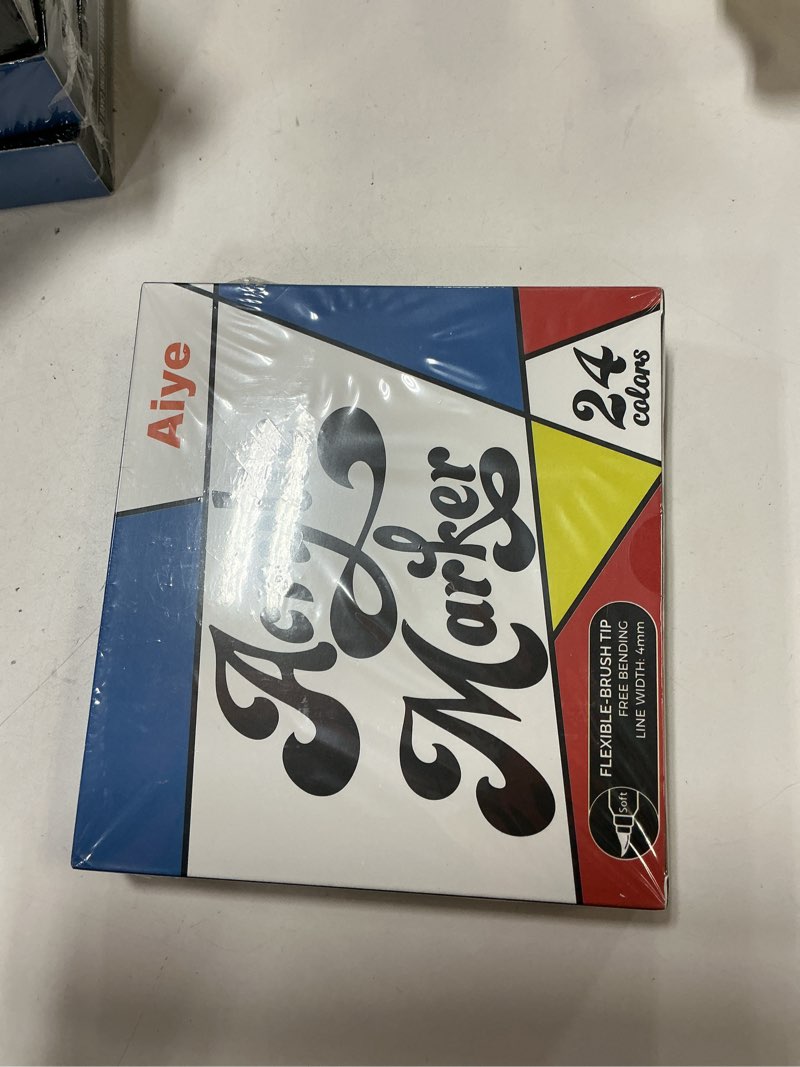 Aiye
Acrylic
Marker
24
colors
Soft
FLEXIBLE-BRUSH TIP
FREE BENDING
LINE WIDTH: 4mm